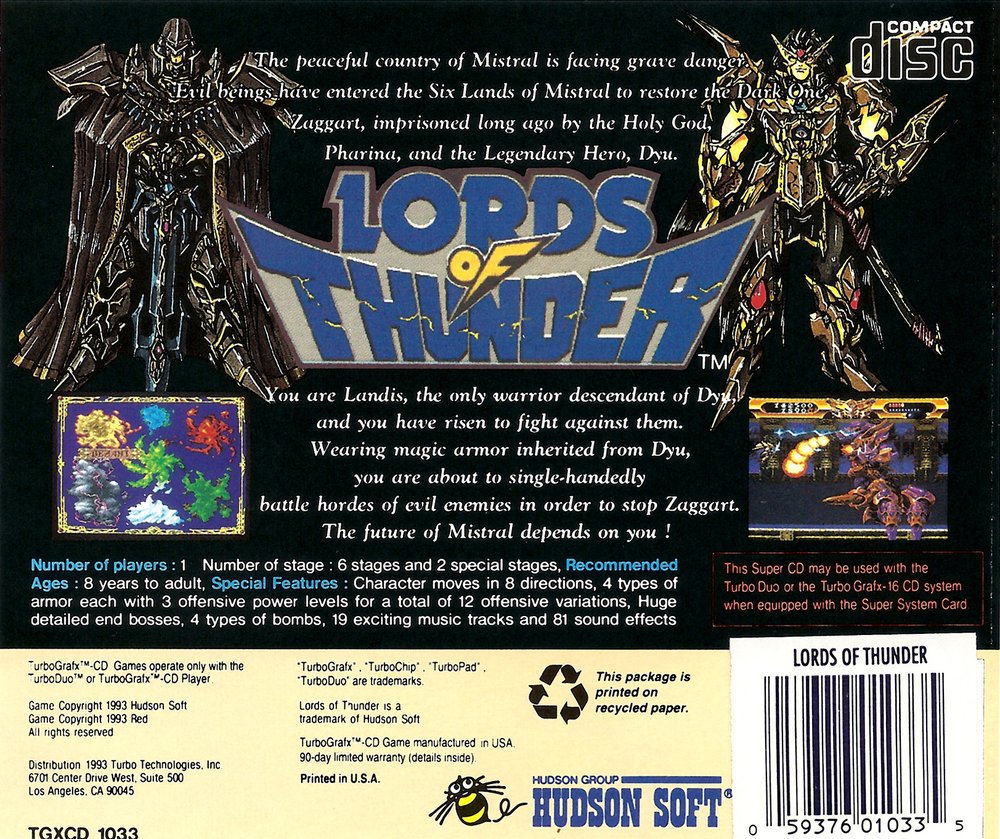 COMPACT
disc
The peaceful country of Mistral is facing grave danger.
Evil beings have entered the Six Lands of Mistral to restore the Dark One,
Zaggart, imprisoned long ago by the Holy God,
Pharina, and the Legendary Hero, Dyu.
LORDS
OF
THUNDER
TM
You are Landis, the only warrior descendant of Dyu,
and you have risen to fight against them.
Wearing magic armor inherited from Dyu,
you are about to single-handedly
battle hordes of evil enemies in order to stop Zaggart.
The future of Mistral depends on you !
DEZANT
Number of players : 1 Number of stage : 6 stages and 2 special stages, Recommended
Ages : 8 years to adult, Special Features : Character moves in 8 directions, 4 types of
armor each with 3 offensive power levels for a total of 12 offensive variations, Huge
detailed end bosses, 4 types of bombs, 19 exciting music tracks and 81 sound effects
This Super CD may be used with the
Turbo Duo or the Turbo Grafx-16 CD system
when equipped with the Super System Card.
TurboGrafx™-CD Games operate only with the
TurboDuo™ or TurboGrafx™-CD Player.
Game Copyright 1993 Hudson Soft
Game Copyright 1993 Red
All rights reserved
Distribution 1993 Turbo Technologies, Inc.
6701 Center Drive West, Suite 500
Los Angeles, CA 90045
TGXCD 1033
"TurboGrafx", "TurboChip", "TurboPad",
"TurboDuo" are trademarks.
Lords of Thunder is a
trademark of Hudson Soft
TurboGrafx™-CD Game manufactured in USA.
90-day limited warranty (details inside).
Printed in U.S.A.
This package is
printed on
recycled paper.
HUDSON GROUP
HUDSON SOFT®
LORDS OF THUNDER
0 59376 01033 5